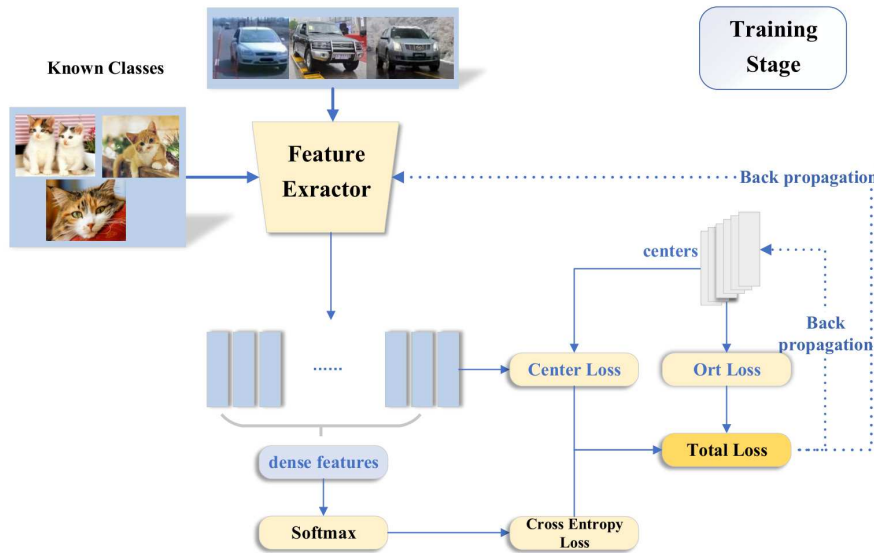 Training
Stage
Known Classes
Feature
Exractor
Back propagation
centers
Back
propagation
......
Center Loss
Ort Loss
dense features
Total Loss
Softmax
Cross Entropy
Loss